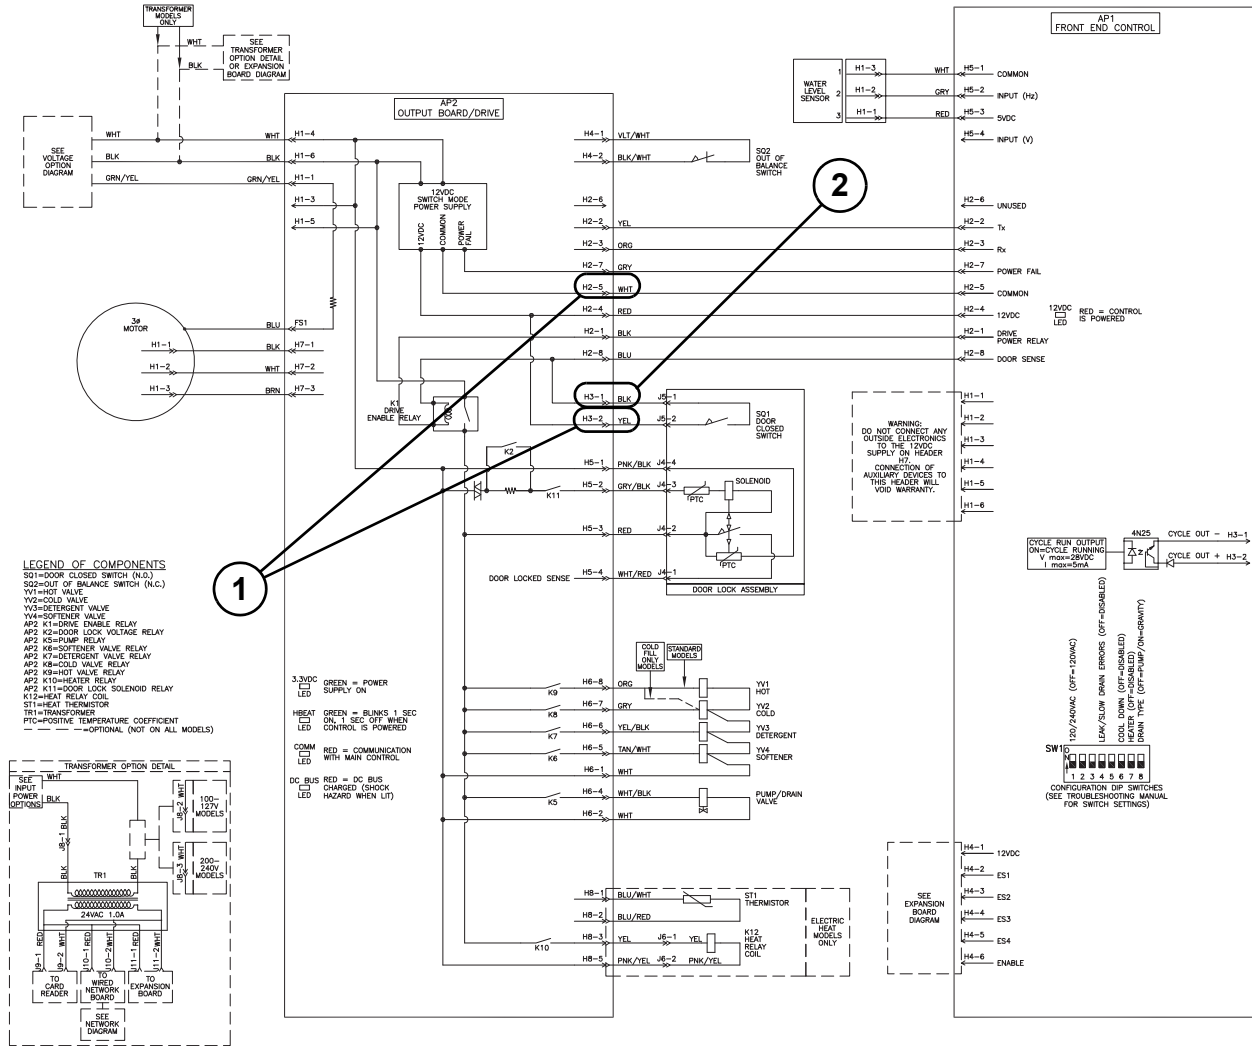 TRANSFORMER
MODELS
ONLY
WHT
BLK
SEE
TRANSFORMER
OPTION DETAIL
OR EXPANSION
BOARD DIAGRAM
SEE
VOLTAGE
OPTION
DIAGRAM
WHT
BLK
GRN/YEL
WHT
BLK
GRN/YEL
AP2
OUTPUT BOARD/DRIVE
H1-4
H1-6
H1-1
H1-3
H1-5
12VDC
SWITCH MODE
POWER SUPPLY
12VDC
COMMON
POWER
FAIL
3ø
MOTOR
H1-1
H1-2
H1-3
BLU
BLK
WHT
BRN
FS1
H7-1
H7-2
H7-3
K1
DRIVE
ENABLE RELAY
K2
K11
H4-1 VLT/WHT
H4-2 BLK/WHT
SQ2
OUT OF
BALANCE
SWITCH
H2-6
H2-2 YEL
H2-3 ORG
H2-7 GRY
H2-5 WHT
H2-4 RED
H2-1 BLK
H2-8 BLU
H3-1 BLK J5-1
H3-2 YEL J5-2
SQ1
DOOR
CLOSED
SWITCH
H5-1 PNK/BLK J4-4
H5-2 GRY/BLK J4-3
SOLENOID
PTC
H5-3 RED J4-2
PTC
DOOR LOCKED SENSE H5-4 WHT/RED J4-1
DOOR LOCK ASSEMBLY
1
2
AP1
FRONT END CONTROL
WATER
LEVEL
SENSOR
1 H1-3 WHT H5-1 COMMON
2 H1-2 GRY H5-2 INPUT (Hz)
3 H1-1 RED H5-3 5VDC
H5-4 INPUT (V)
H2-6 UNUSED
H2-2 Tx
H2-3 Rx
H2-7 POWER FAIL
H2-5 COMMON
H2-4 12VDC
H2-1 DRIVE
POWER RELAY
H2-8 DOOR SENSE
12VDC
LED
RED = CONTROL
IS POWERED
WARNING:
DO NOT CONNECT ANY
OUTSIDE ELECTRONICS
TO THE 12VDC
SUPPLY ON HEADER
H7.
CONNECTION OF
AUXILIARY DEVICES TO
THIS HEADER WILL
VOID WARRANTY.
H1-1
H1-2
H1-3
H1-4
H1-5
H1-6
CYCLE RUN OUTPUT
ON=CYCLE RUNNING
V max=28VDC
I max=5mA
4N25
CYCLE OUT - H3-1
CYCLE OUT + H3-2
LEGEND OF COMPONENTS
SQ1=DOOR CLOSED SWITCH (N.O.)
SQ2=OUT OF BALANCE SWITCH (N.C.)
YV1=HOT VALVE
YV2=COLD VALVE
YV3=DETERGENT VALVE
YV4=SOFTENER VALVE
AP2 K1=DRIVE ENABLE RELAY
AP2 K2=DOOR LOCK VOLTAGE RELAY
AP2 K5=PUMP RELAY
AP2 K6=SOFTENER VALVE RELAY
AP2 K7=DETERGENT VALVE RELAY
AP2 K8=COLD VALVE RELAY
AP2 K9=HOT VALVE RELAY
AP2 K10=HEATER RELAY
AP2 K11=DOOR LOCK SOLENOID RELAY
K12=HEAT RELAY COIL
ST1=HEAT THERMISTOR
TR1=TRANSFORMER
PTC=POSITIVE TEMPERATURE COEFFICIENT
=OPTIONAL (NOT ON ALL MODELS)
3.3VDC
LED
GREEN = POWER
SUPPLY ON
HBEAT
LED
GREEN = BLINKS 1 SEC
ON, 1 SEC OFF WHEN
CONTROL IS POWERED
COMM
LED
RED = COMMUNICATION
WITH MAIN CONTROL
DC BUS
LED
RED = DC BUS
CHARGED (SHOCK
HAZARD WHEN LIT)
COLD
FILL
ONLY
MODELS
STANDARD
MODELS
K9 H6-8 ORG
YV1
HOT
K8 H6-7 GRY
YV2
COLD
K7 H6-6 YEL/BLK
YV3
DETERGENT
K6 H6-5 TAN/WHT
YV4
SOFTENER
H6-1 WHT
K5 H6-4 WHT/BLK
PUMP/DRAIN
VALVE
H6-2 WHT
120/240VAC (OFF=120VAC)
LEAK/SLOW DRAIN ERRORS (OFF=DISABLED)
COOL DOWN (OFF=DISABLED)
HEATER (OFF=DISABLED)
DRAIN TYPE (OFF=PUMP/ON=GRAVITY)
SW1
O
N
1 2 3 4 5 6 7 8
CONFIGURATION DIP SWITCHES
(SEE TROUBLESHOOTING MANUAL
FOR SWITCH SETTINGS)
TRANSFORMER OPTION DETAIL
SEE
INPUT
POWER
OPTIONS
WHT
BLK
J8-1 BLK
BLK
BLK
J8-2 WHT
100-
127V
MODELS
J8-3 WHT
200-
240V
MODELS
TR1
24VAC 1.0A
J9-1 RED
J9-2 WHT
J10-1 RED
J10-2 WHT
J11-1 RED
J11-2 WHT
TO
CARD
READER
TO
WIRED
NETWORK
BOARD
TO
EXPANSION
BOARD
SEE
NETWORK
DIAGRAM
H8-1 BLU/WHT
ST1
THERMISTOR
H8-2 BLU/RED
K10 H8-3 YEL J6-1 YEL
K12
HEAT
RELAY
COIL
H8-5 PNK/YEL J6-2 PNK/YEL
ELECTRIC
HEAT
MODELS
ONLY
SEE
EXPANSION
BOARD
DIAGRAM
H4-1 12VDC
H4-2 ES1
H4-3 ES2
H4-4 ES3
H4-5 ES4
H4-6 ENABLE